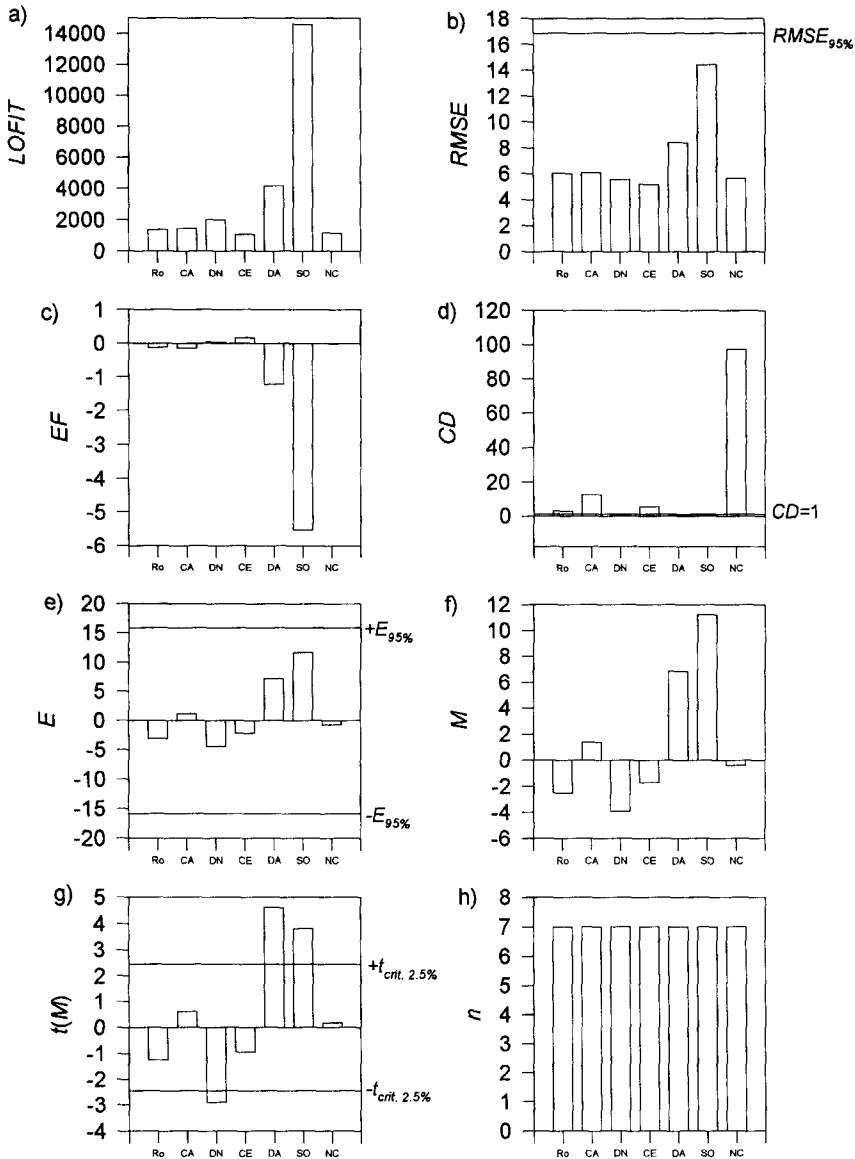 a)
LOFIT
14000
12000
10000
8000
6000
4000
2000
0
Ro CA DN CE DA SO NC
b)
RMSE
18
16
14
12
10
8
6
4
2
0
RMSE95%
Ro CA DN CE DA SO NC
c)
EF
1
0
-1
-2
-3
-4
-5
-6
Ro CA DN CE DA SO NC
d)
CD
120
100
80
60
40
20
0
CD=1
Ro CA DN CE DA SO NC
e)
E
20
15
10
5
0
-5
-10
-15
-20
+E95%
-E95%
Ro CA DN CE DA SO NC
f)
M
12
10
8
6
4
2
0
-2
-4
-6
Ro CA DN CE DA SO NC
g)
t(M)
5
4
3
2
1
0
-1
-2
-3
-4
+tcrit. 2.5%
-tcrit. 2.5%
Ro CA DN CE DA SO NC
h)
n
8
7
6
5
4
3
2
1
0
Ro CA DN CE DA SO NC